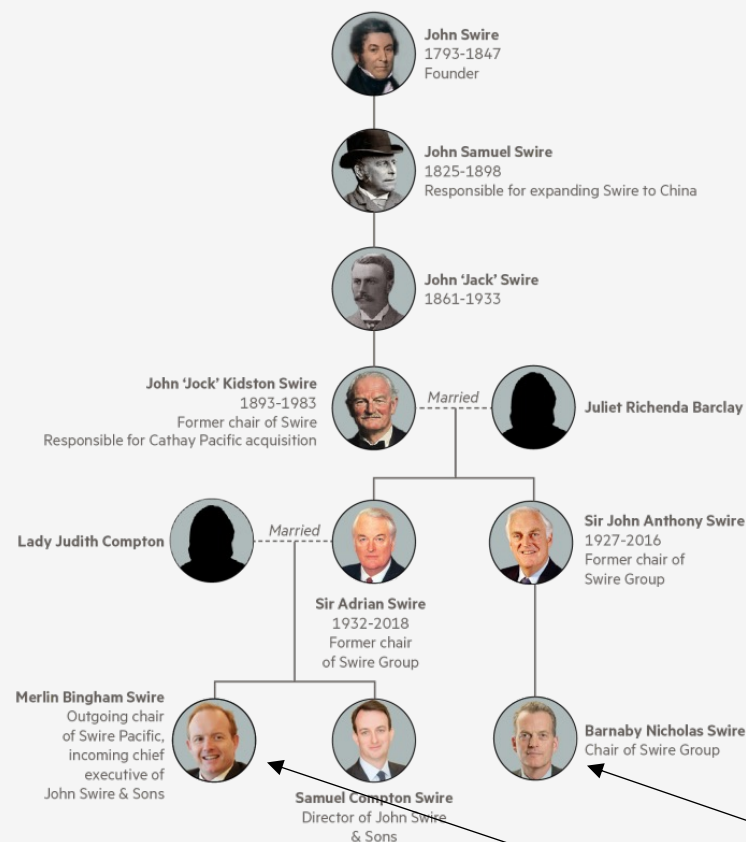 John Swire
1793-1847
Founder
John Samuel Swire
1825-1898
Responsible for expanding Swire to China
John ‘Jack’ Swire
1861-1933
John ‘Jock’ Kidston Swire
1893-1983
Former chair of Swire
Responsible for Cathay Pacific acquisition
Married
Juliet Richenda Barclay
Lady Judith Compton
Married
Sir Adrian Swire
1932-2018
Former chair
of Swire Group
Sir John Anthony Swire
1927-2016
Former chair of
Swire Group
Merlin Bingham Swire
Outgoing chair
of Swire Pacific,
incoming chief
executive of
John Swire & Sons
Samuel Compton Swire
Director of John Swire
& Sons
Barnaby Nicholas Swire
Chair of Swire Group